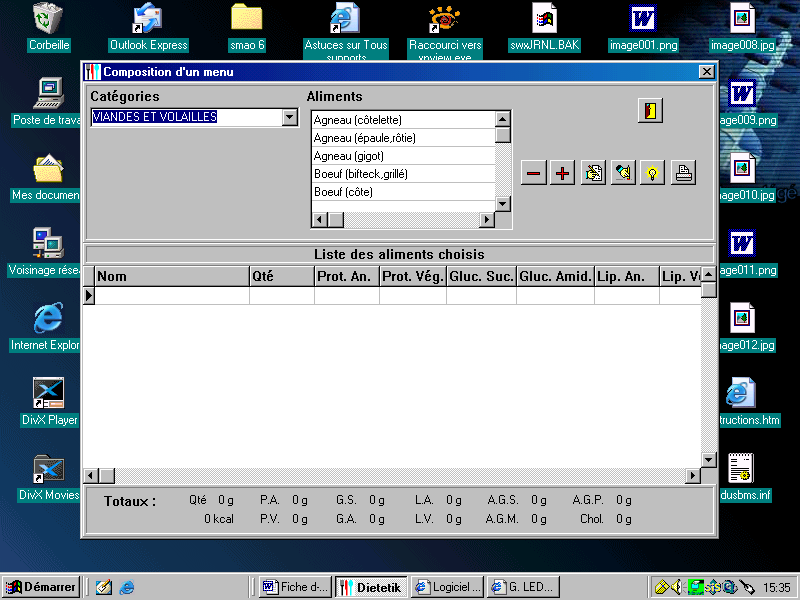 Corbeille
Outlook Express
smao 6
Astuces sur Tous
supports
Raccourci vers
xnview.exe
swxJRNL.BAK
image001.png
image008.jpg
Composition d'un menu
Poste de trava
Mes documen
Voisinage rése
Internet Explor
DivX Player
DivX Movies
age009.png
nage010.jpg
age011.png
nage012.jpg
tructions.htm
dusbms.inf
Catégories
VIANDES ET VOLAILLES
Aliments
Agneau (côtelette)
Agneau (épaule,rôtie)
Agneau (gigot)
Boeuf (bifteck,grillé)
Boeuf (côte)
Liste des aliments choisis
Nom Qté Prot. An. Prot. Vég. Gluc. Suc. Gluc. Amid. Lip. An. Lip. Vé
Totaux : Qté 0 g P.A. 0 g G.S. 0 g L.A. 0 g A.G.S. 0 g A.G.P. 0 g
0 kcal P.V. 0 g G.A. 0 g L.V. 0 g A.G.M. 0 g Chol. 0 g
Démarrer Fiche d-... Dietetik Logiciel ... G. LED... 15:35